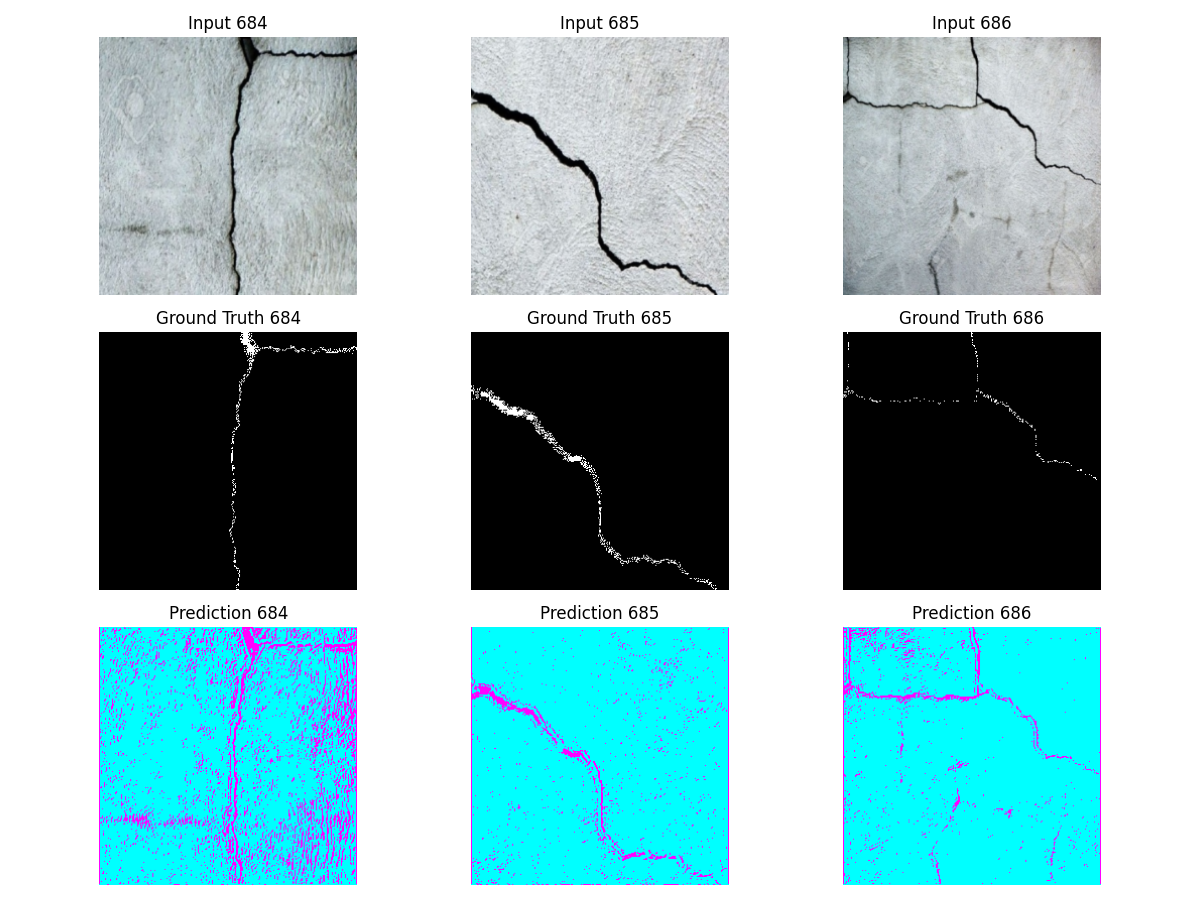 Input 684
Input 685
Input 686
Ground Truth 684
Ground Truth 685
Ground Truth 686
Prediction 684
Prediction 685
Prediction 686